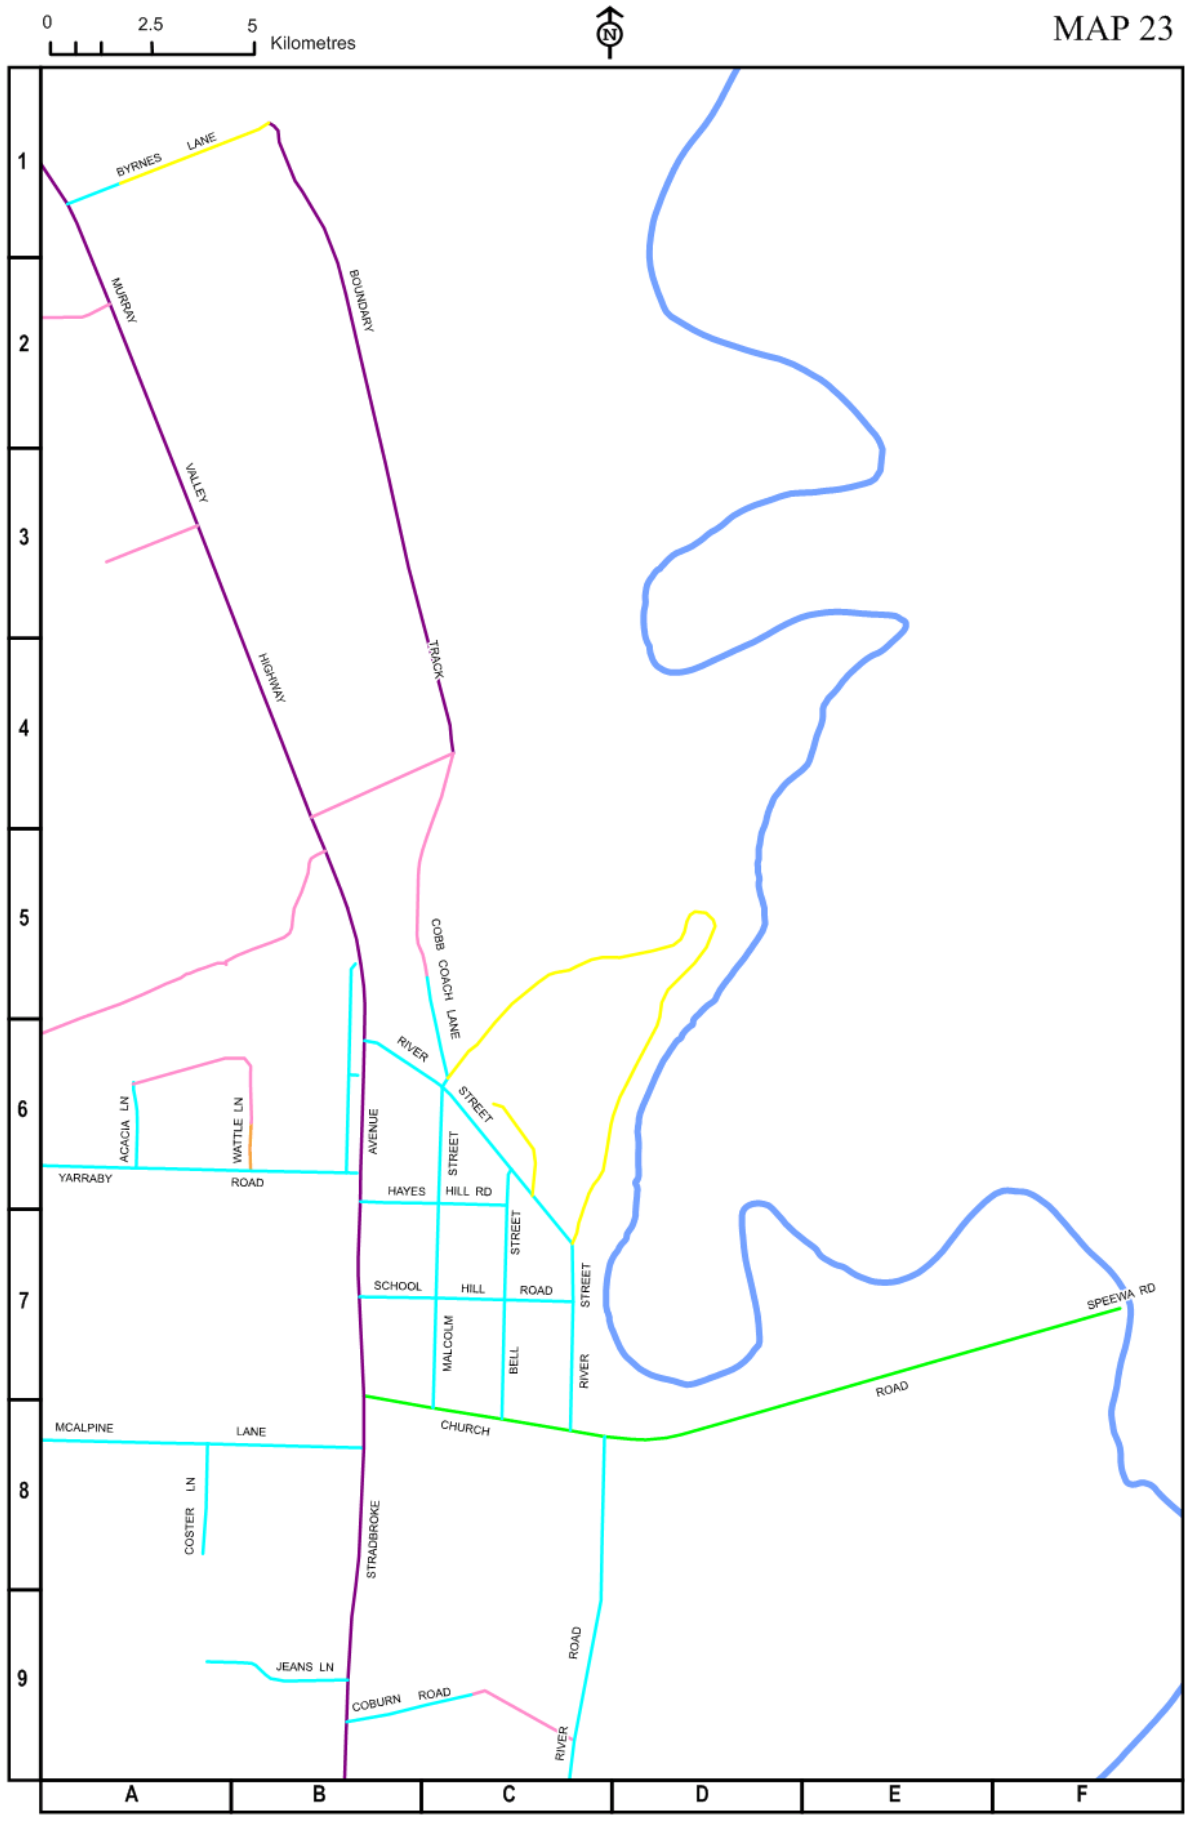 0 2.5 5
Kilometres
N
MAP 23
1
BYRNES LANE
2
MURRAY
BOUNDARY
3
VALLEY
HIGHWAY
TRACK
4
5
COBB COACH LANE
6
RIVER
STREET
ACACIA LN
WATTLE LN
AVENUE
STREET
YARRABY
ROAD
HAYES HILL RD
STREET
7
SCHOOL HILL ROAD
STREET
SPEEWA RD
MALCOLM
BELL
RIVER
ROAD
MCALPINE LANE
CHURCH
8
COSTER LN
STRADBROKE
9
JEANS LN
ROAD
COBURN ROAD
RIVER
A B C D E F